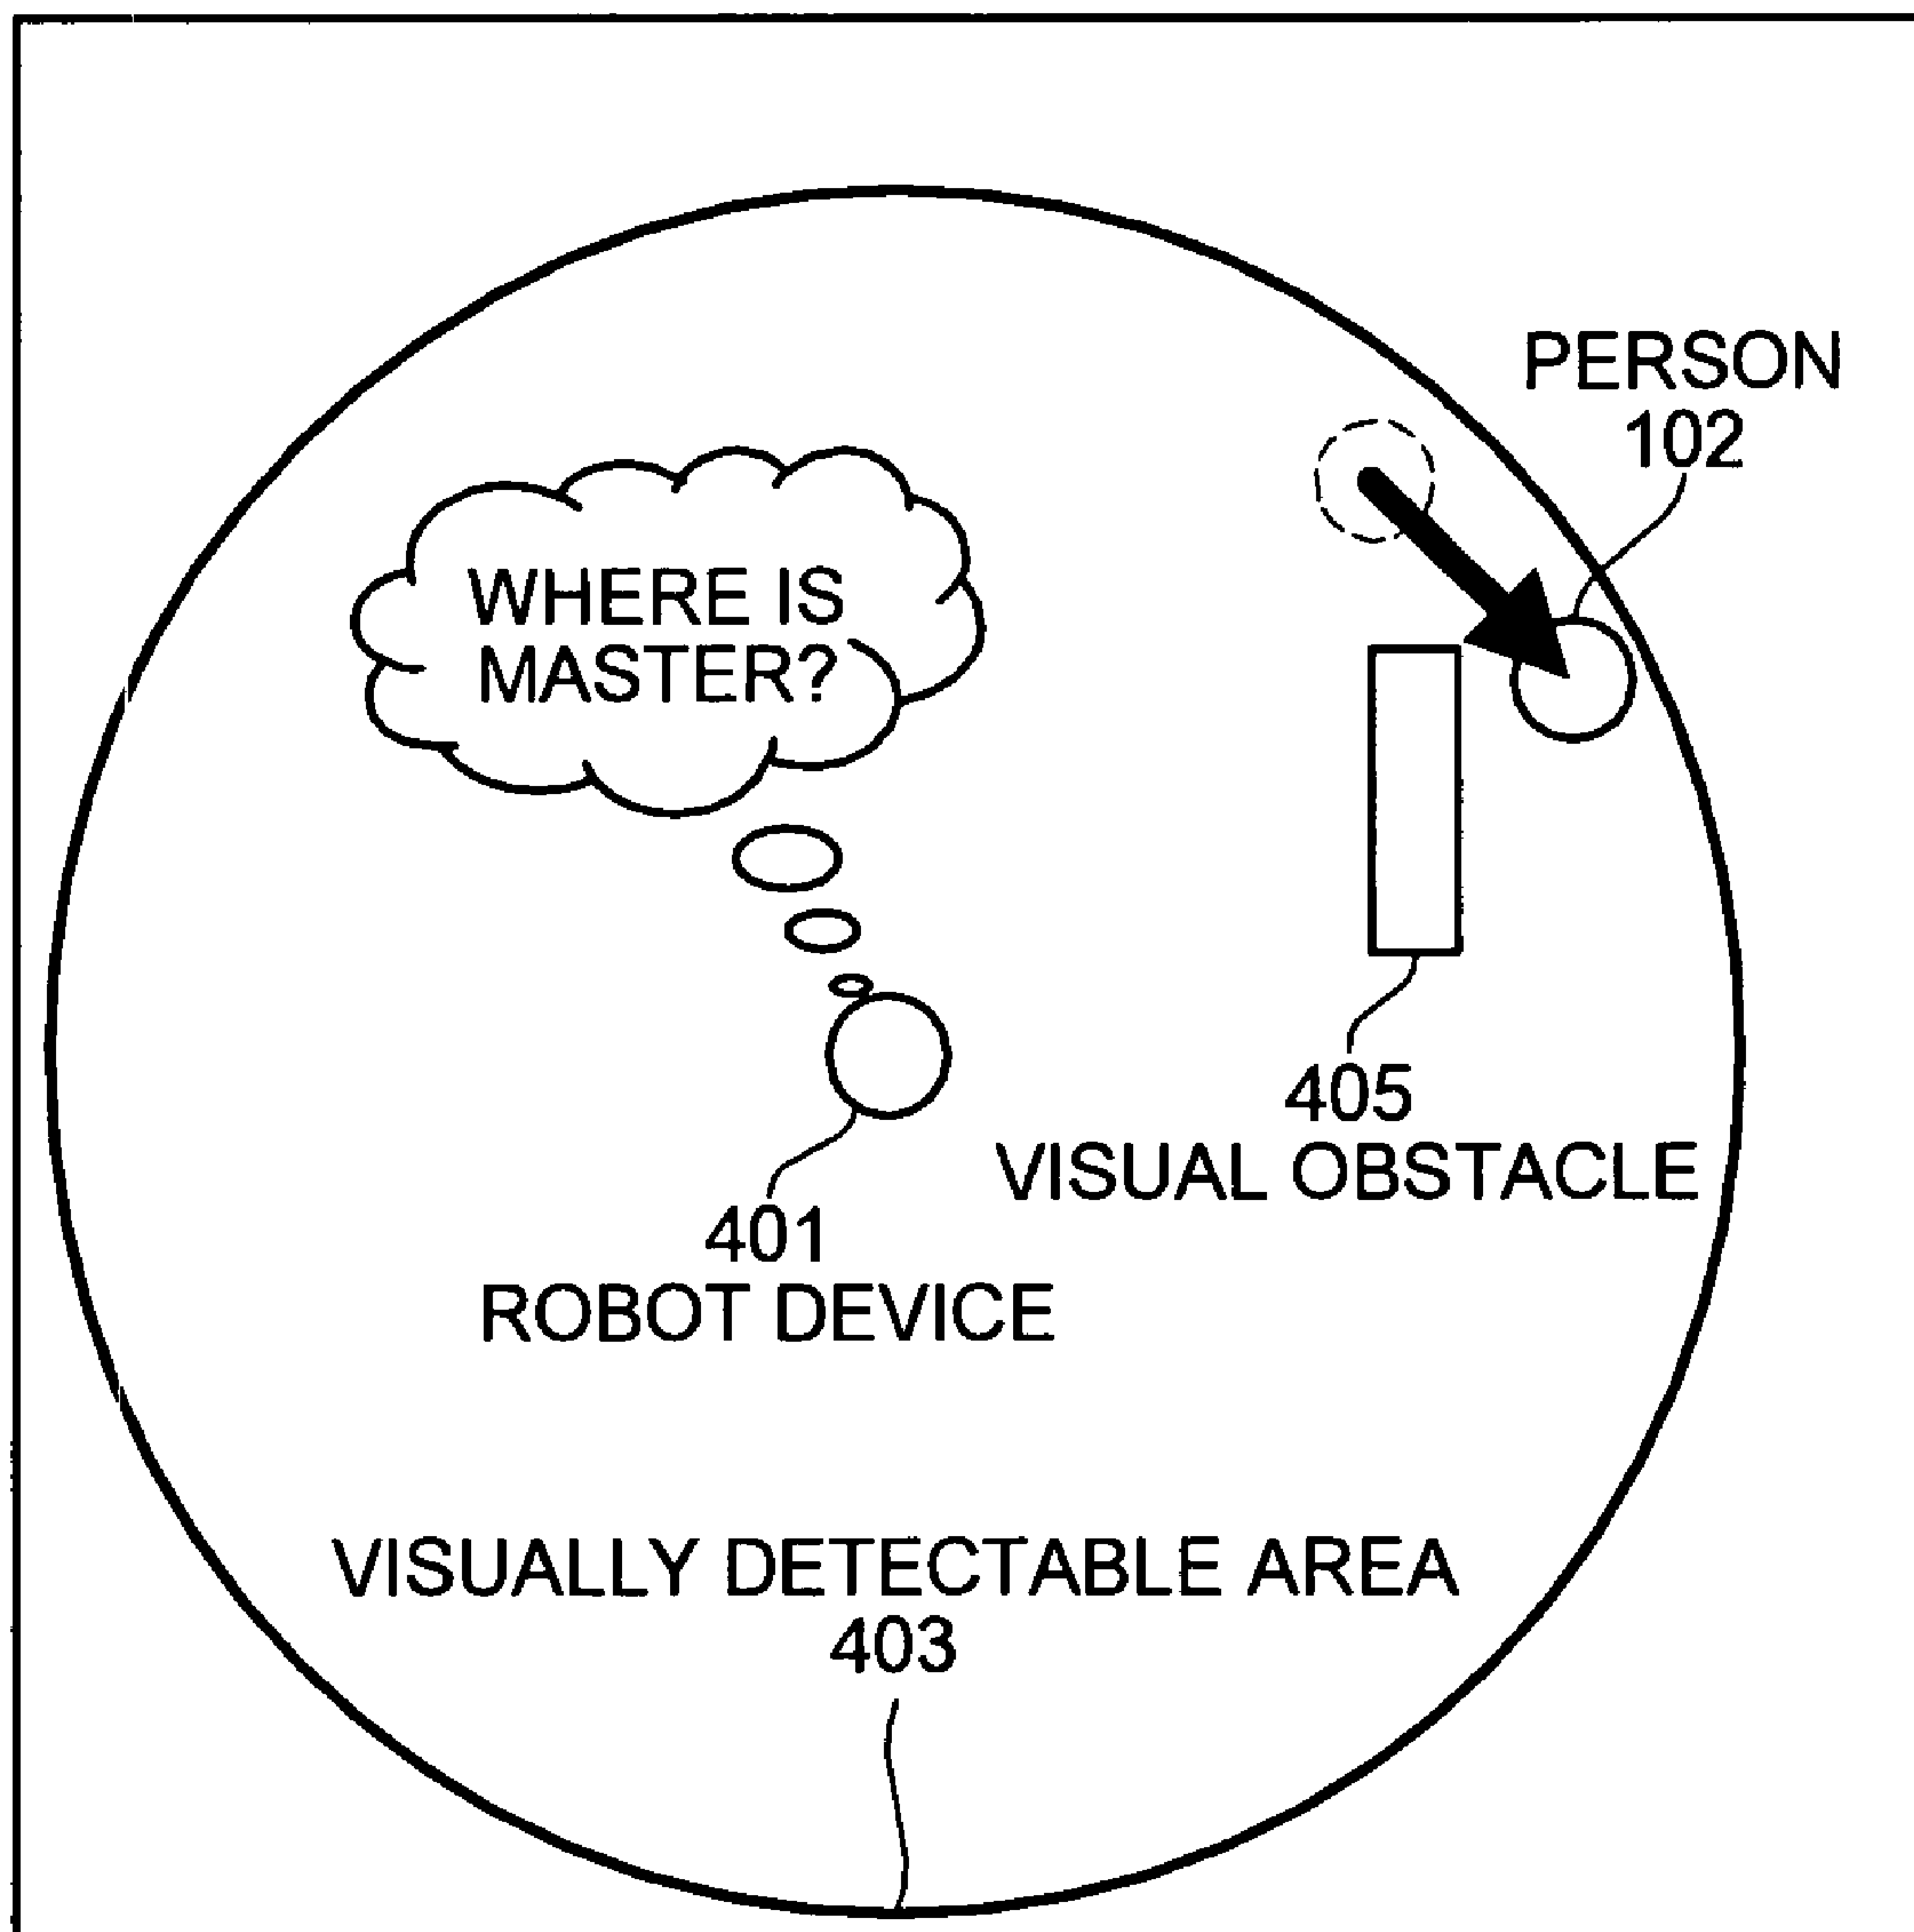 PERSON
102
WHERE IS
MASTER?
405
VISUAL OBSTACLE
401
ROBOT DEVICE
VISUALLY DETECTABLE AREA
403